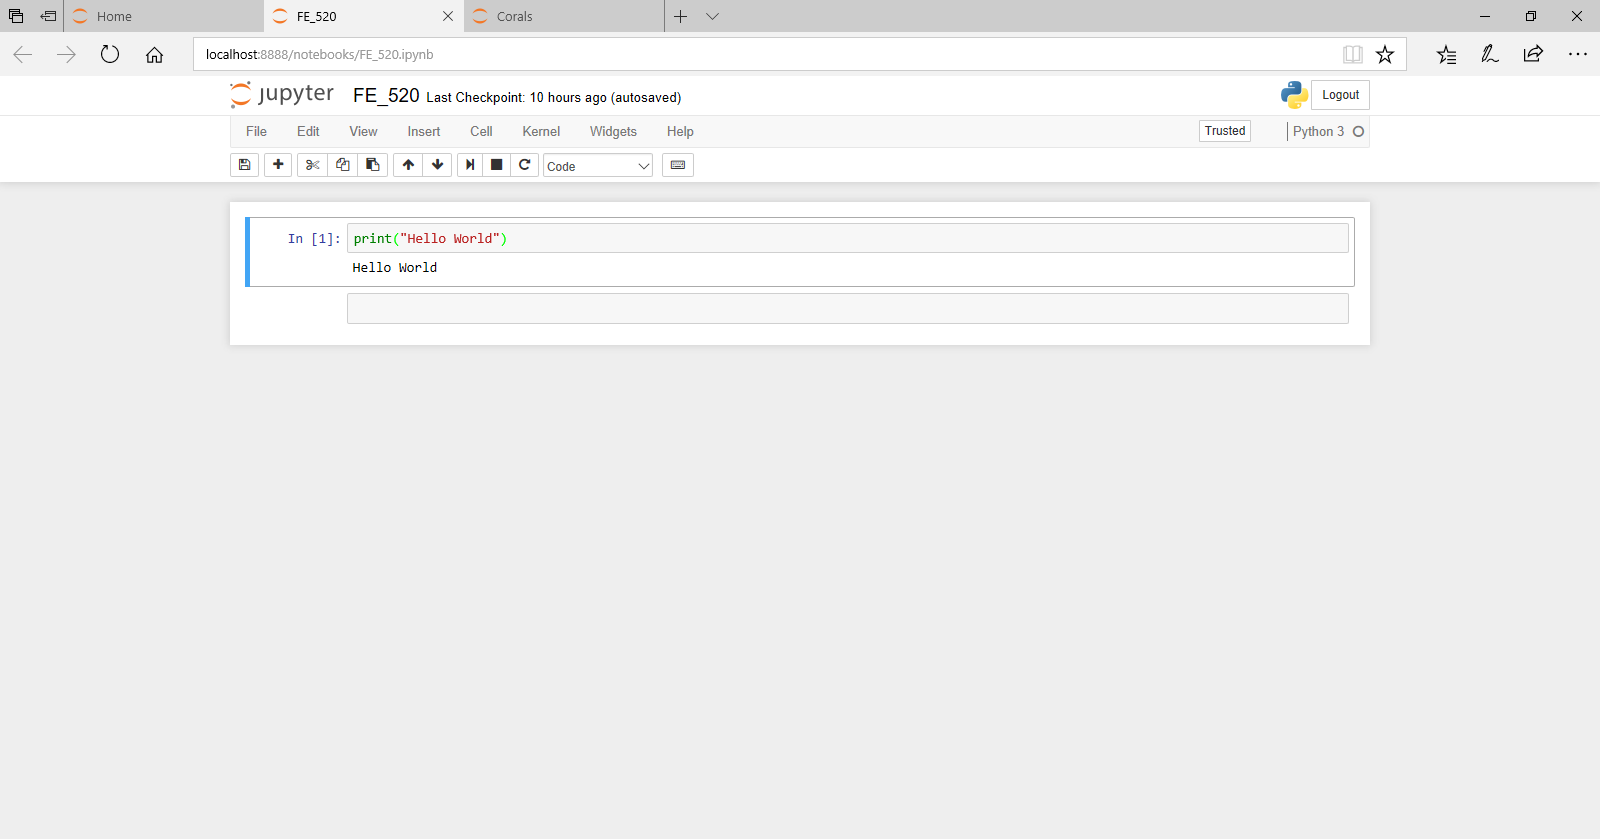 Home FE_520 Corals
localhost:8888/notebooks/FE_520.ipynb
jupyter FE_520 Last Checkpoint: 10 hours ago (autosaved) Logout
File Edit View Insert Cell Kernel Widgets Help Trusted Python 3
Code
In [1]: print("Hello World")
Hello World